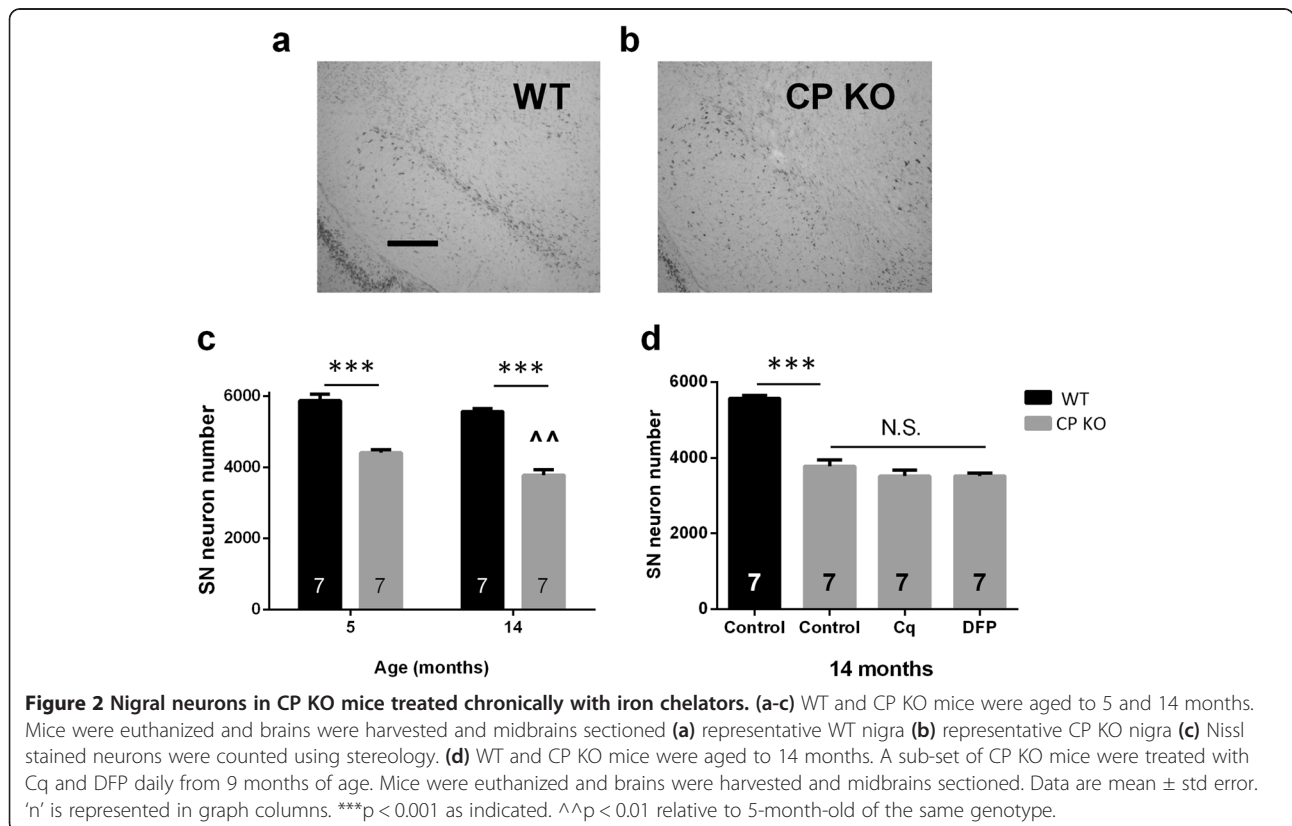 a
b
WT
CP KO
c
d
***
***
^^
SN neuron number
6000
4000
2000
0
7
7
7
7
5
14
Age (months)
***
N.S.
SN neuron number
6000
4000
2000
0
7
7
7
7
Control
Control
Cq
DFP
14 months
WT
CP KO
Figure 2 Nigral neurons in CP KO mice treated chronically with iron chelators. (a-c) WT and CP KO mice were aged to 5 and 14 months.
Mice were euthanized and brains were harvested and midbrains sectioned (a) representative WT nigra (b) representative CP KO nigra (c) Nissl
stained neurons were counted using stereology. (d) WT and CP KO mice were aged to 14 months. A sub-set of CP KO mice were treated with
Cq and DFP daily from 9 months of age. Mice were euthanized and brains were harvested and midbrains sectioned. Data are mean ± std error.
‘n’ is represented in graph columns. ***p < 0.001 as indicated. ^^p < 0.01 relative to 5-month-old of the same genotype.